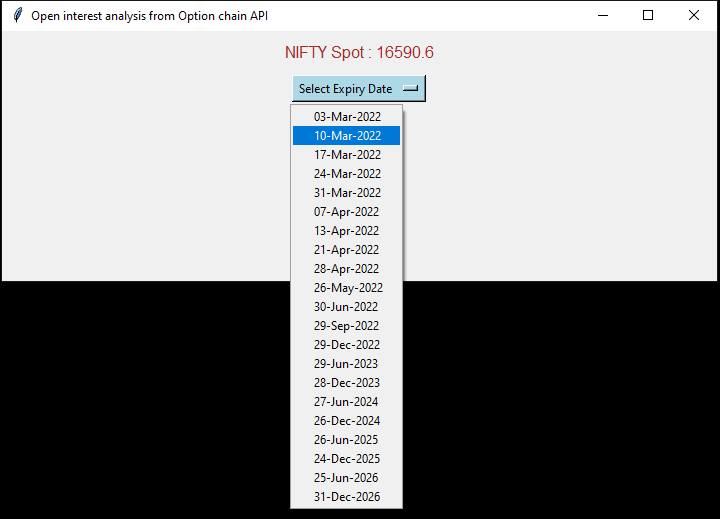 Open interest analysis from Option chain API
NIFTY Spot : 16590.6
Select Expiry Date
03-Mar-2022
10-Mar-2022
17-Mar-2022
24-Mar-2022
31-Mar-2022
07-Apr-2022
13-Apr-2022
21-Apr-2022
28-Apr-2022
26-May-2022
30-Jun-2022
29-Sep-2022
29-Dec-2022
29-Jun-2023
28-Dec-2023
27-Jun-2024
26-Dec-2024
26-Jun-2025
24-Dec-2025
25-Jun-2026
31-Dec-2026